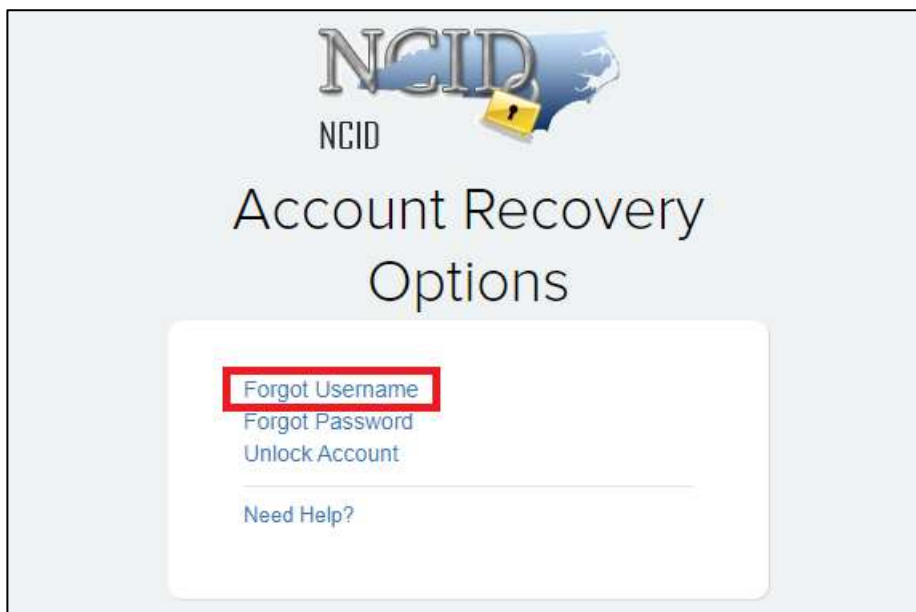 NCID
NCID
Account Recovery
Options
Forgot Username
Forgot Password
Unlock Account
Need Help?